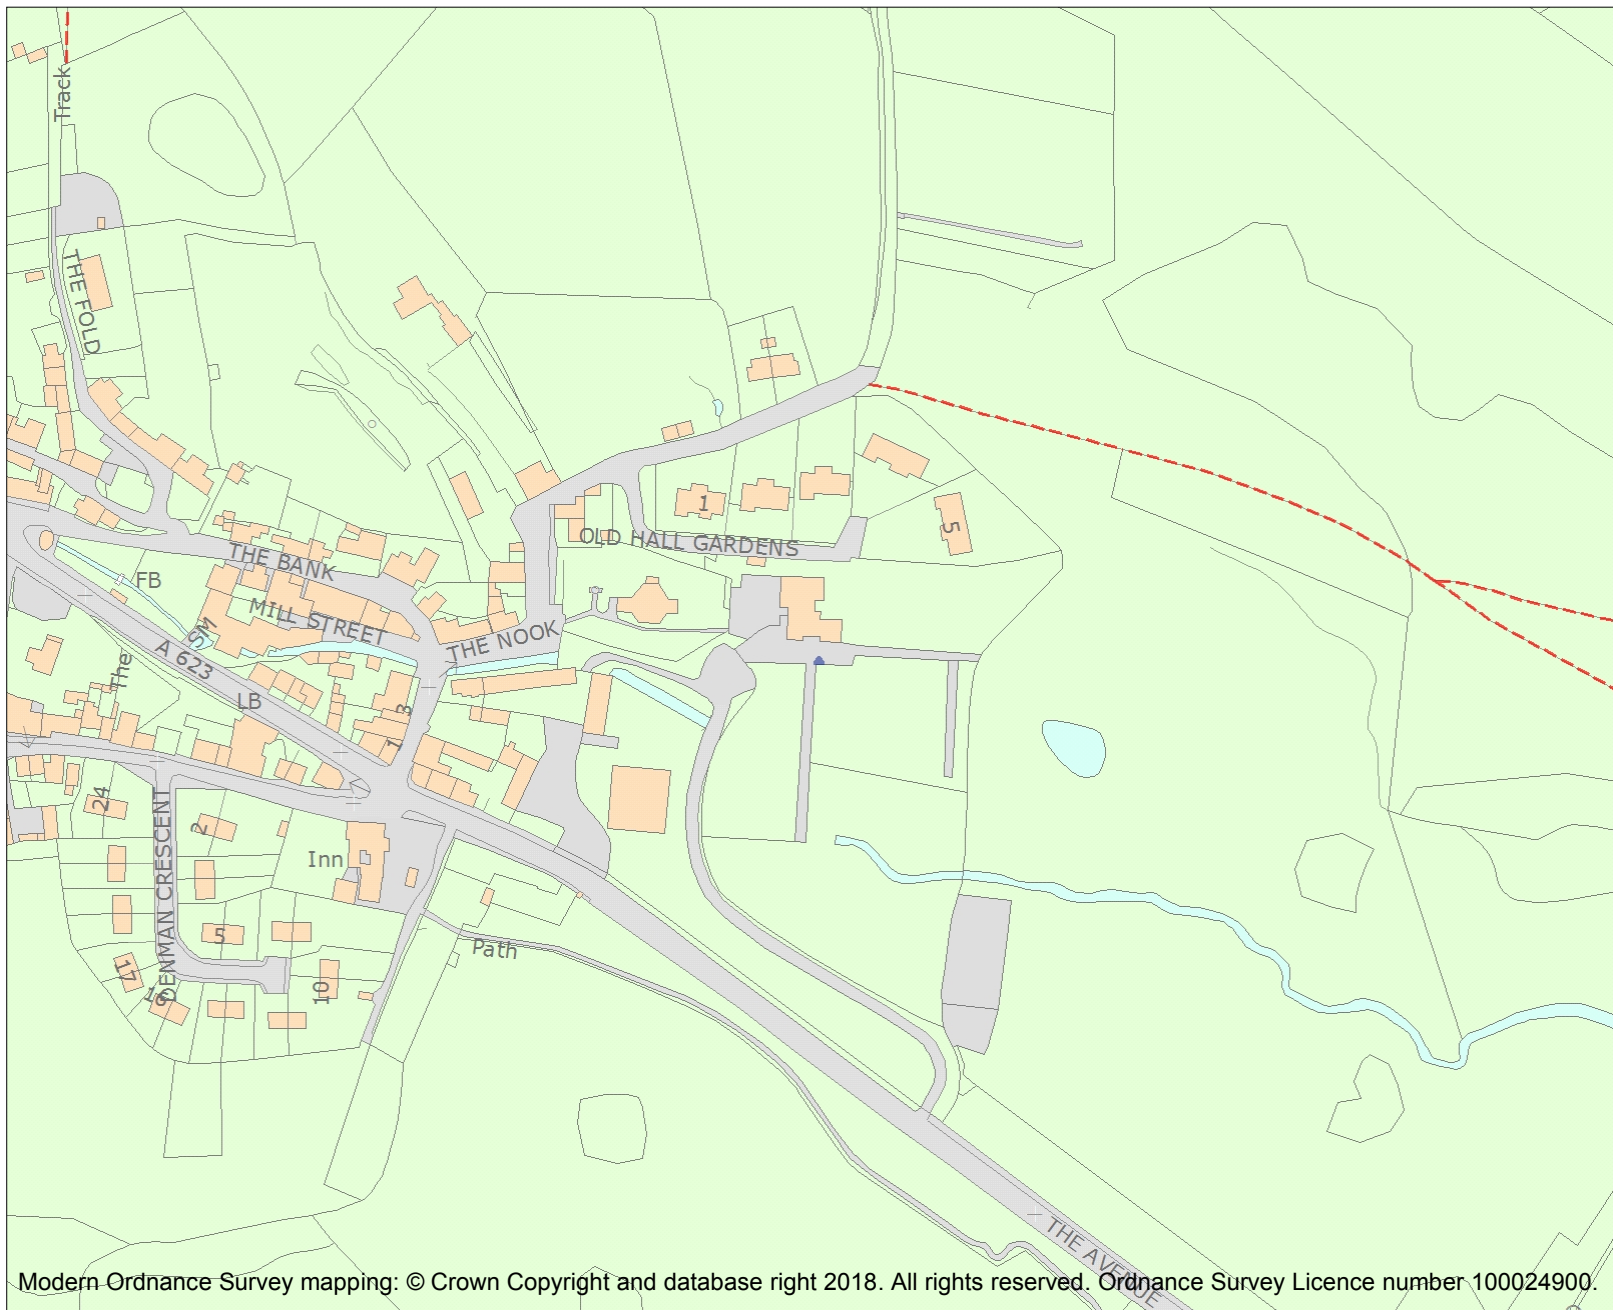 Track
THE FOLD
1
5
OLD HALL GARDENS
THE BANK
FB
MILL STREET
SM
THE NOOK
A 623
The
LB
3
1
24
2
DENMAN CRESCENT
Inn
5
Path
17
16
10
THE AVENUE
Modern Ordnance Survey mapping: © Crown Copyright and database right 2018. All rights reserved. Ordnance Survey Licence number 100024900.